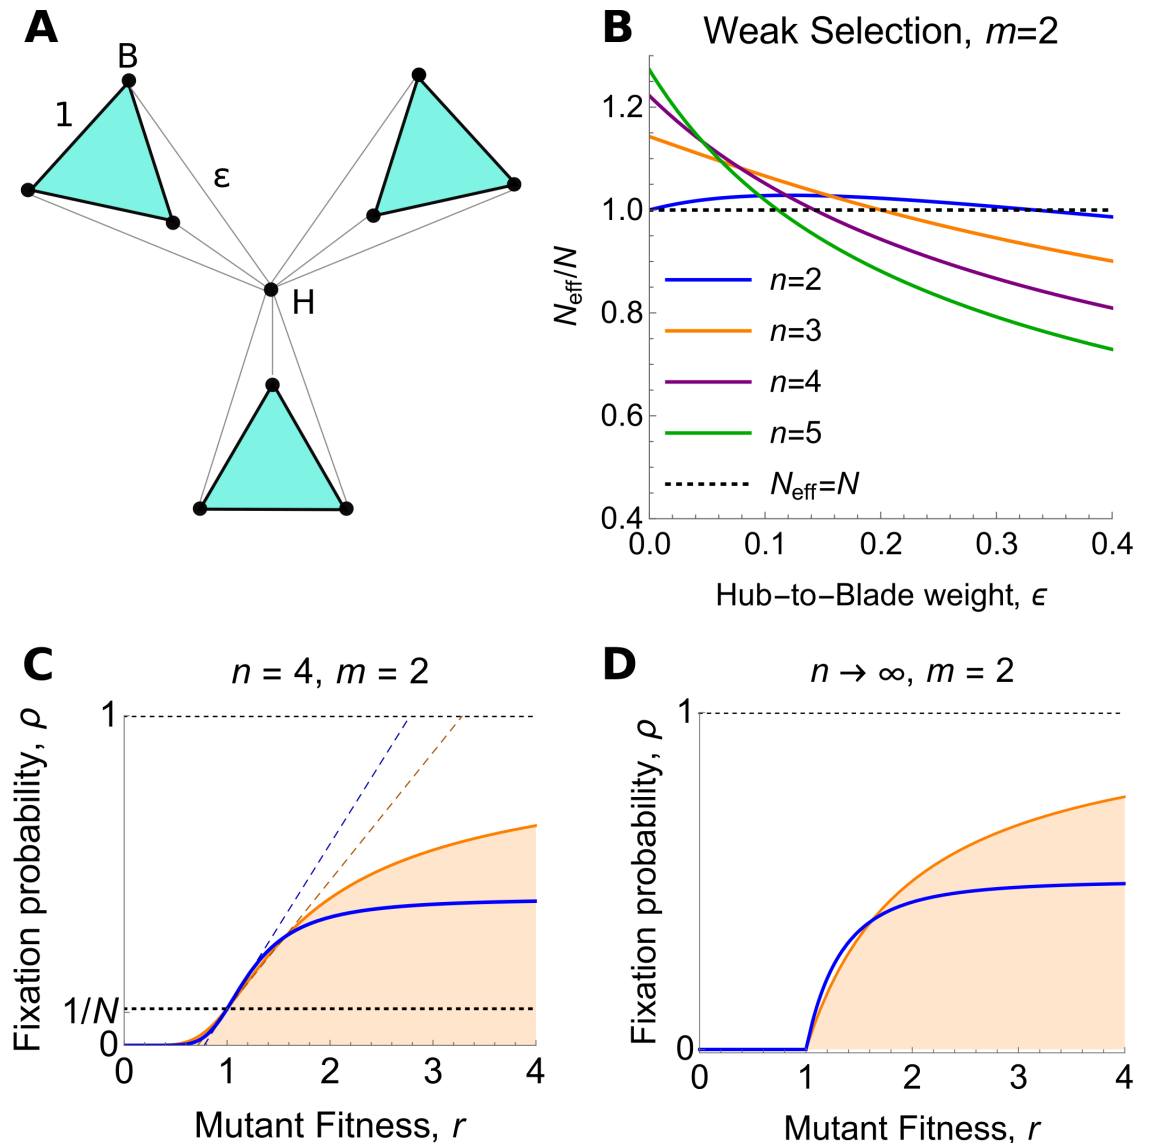 A
B
1
ε
H
B
Weak Selection, m=2
Neff/N
1.2
1.0
0.8
0.6
0.4
n=2
n=3
n=4
n=5
Neff=N
0.0 0.1 0.2 0.3 0.4
Hub−to−Blade weight, ϵ
C
n = 4, m = 2
Fixation probability, ρ
1
1/N
0
0 1 2 3 4
Mutant Fitness, r
D
n → ∞, m = 2
Fixation probability, ρ
1
0
0 1 2 3 4
Mutant Fitness, r